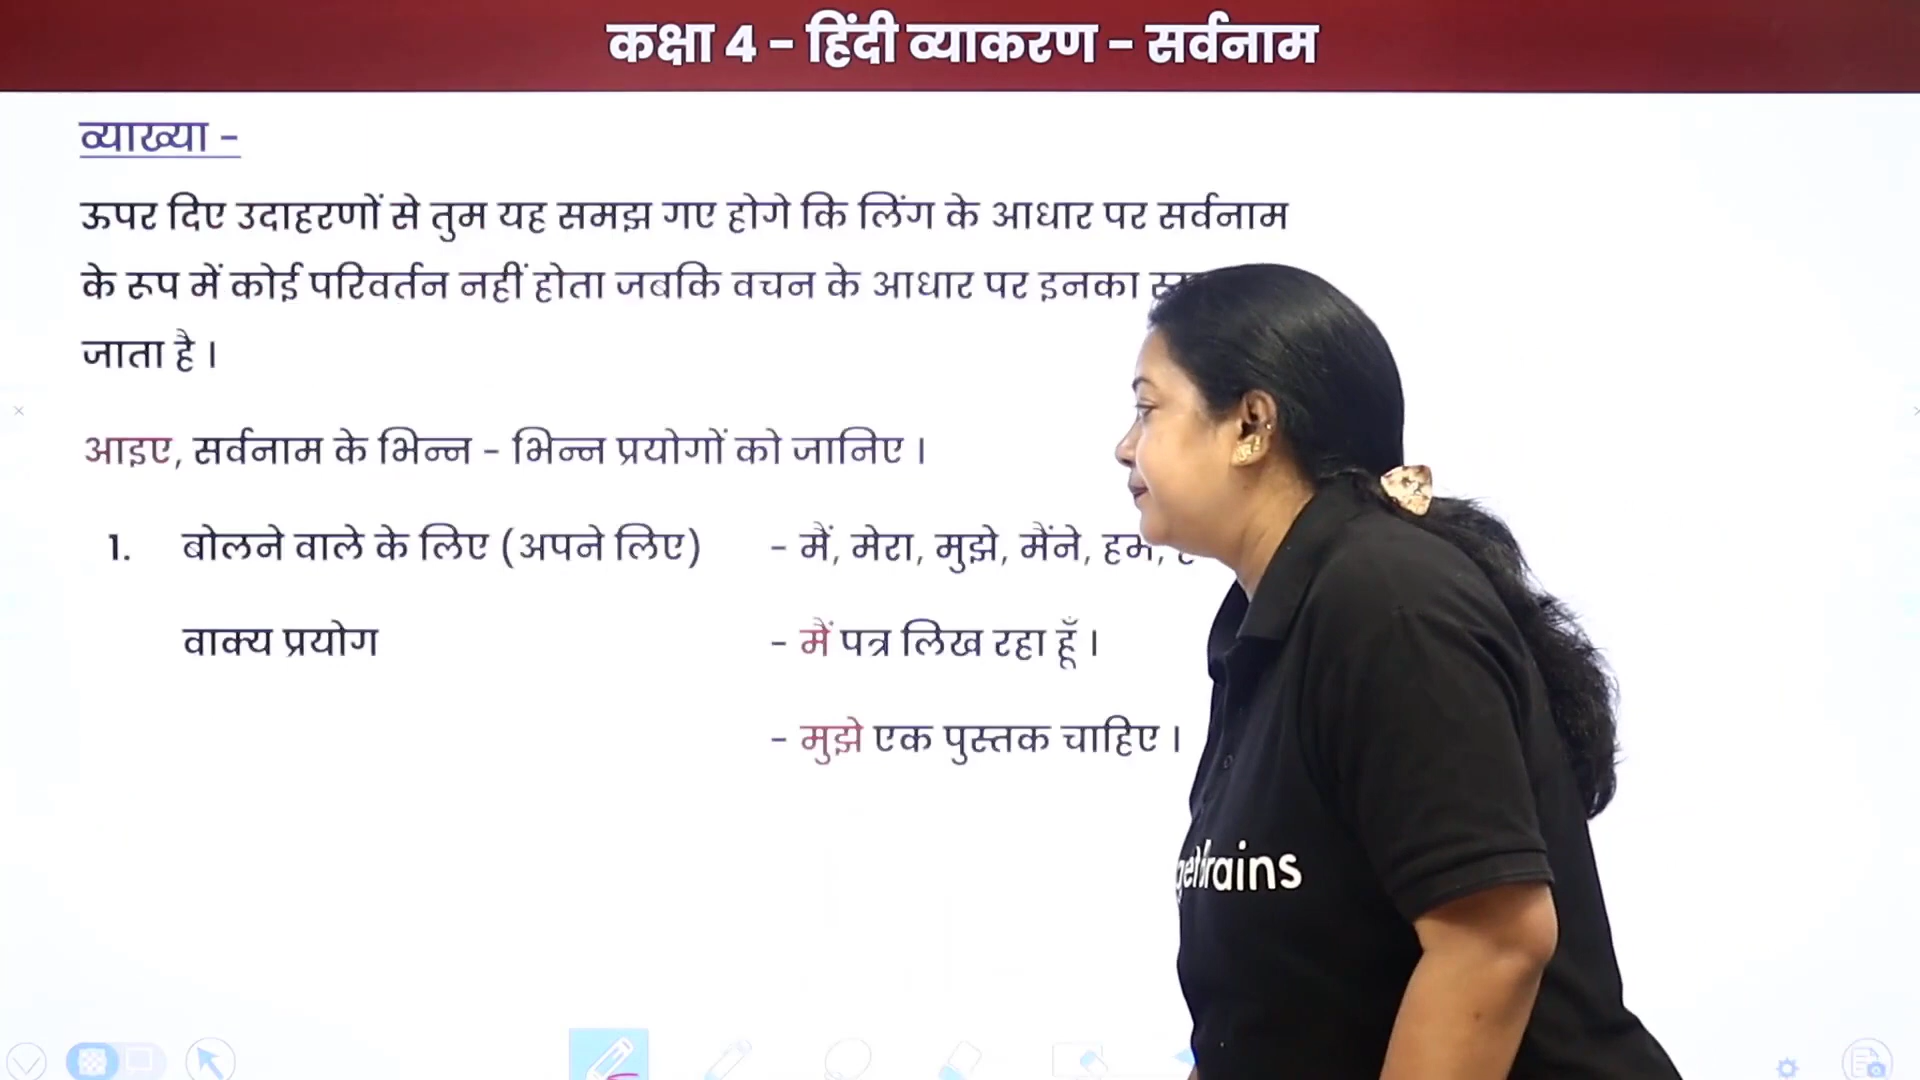 कक्षा 4 - हिंदी व्याकरण - सर्वनाम
व्याख्या -
ऊपर दिए उदाहरणों से तुम यह समझ गए होगे कि लिंग के आधार पर सर्वनाम
के रूप में कोई परिवर्तन नहीं होता जबकि वचन के आधार पर इनका
जाता है ।
आइए, सर्वनाम के भिन्न - भिन्न प्रयोगों को जानिए ।
1. बोलने वाले के लिए (अपने लिए) - मैं, मेरा, मुझे, मैंने, हम,
वाक्य प्रयोग - मैं पत्र लिख रहा हूँ ।
- मुझे एक पुस्तक चाहिए ।